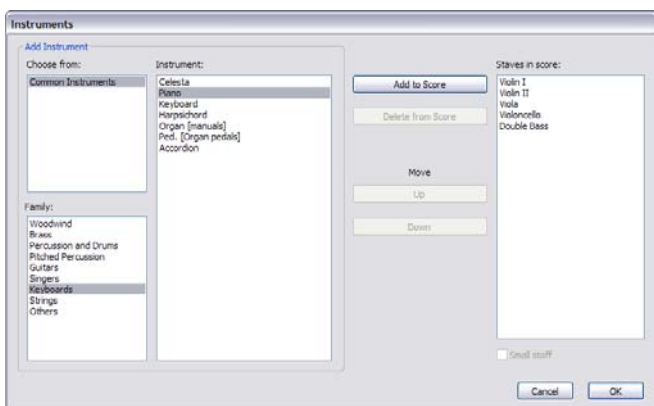 Instruments
Add Instrument
Choose from:
Common Instruments
Family:
Woodwind
Brass
Percussion and Drums
Pitched Percussion
Guitars
Singers
Keyboards
Strings
Others
Instrument:
Celesta
Piano
Keyboard
Harpsichord
Organ [manuals]
Ped. [Organ pedals]
Accordion
Add to Score
Delete from Score
Move
Up
Down
Staves in score:
Violin I
Violin II
Viola
Violoncello
Double Bass
Small staff
Cancel
OK